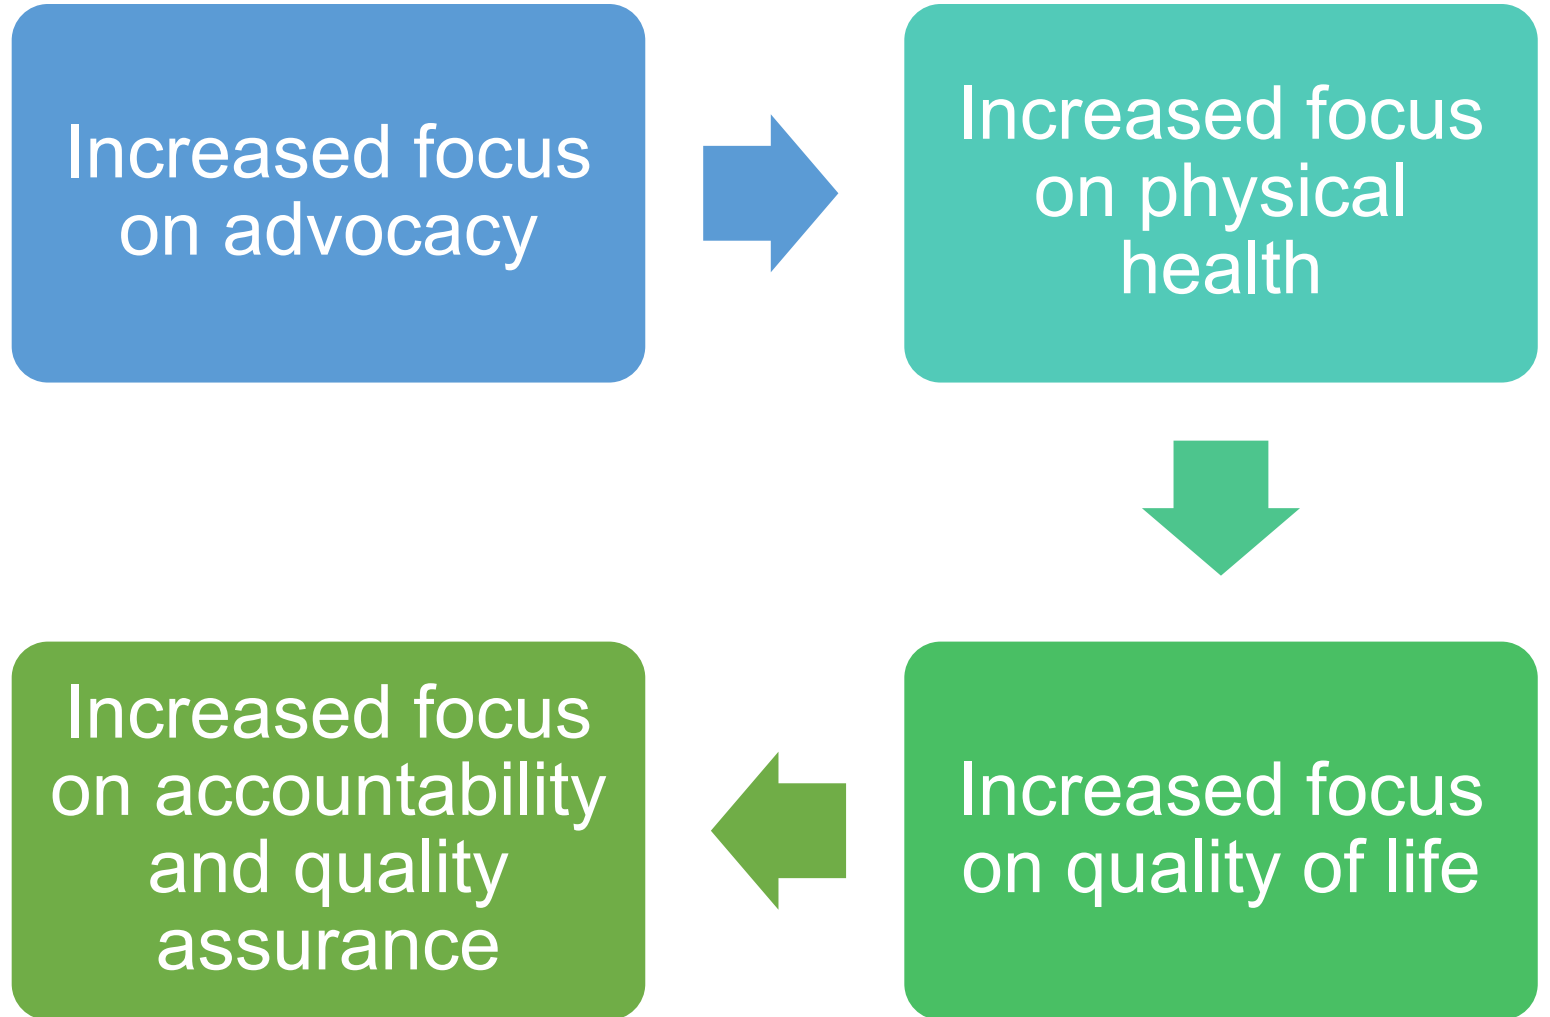 Increased focus
on advocacy
Increased focus
on physical
health
Increased focus
on quality of life
Increased focus
on accountability
and quality
assurance